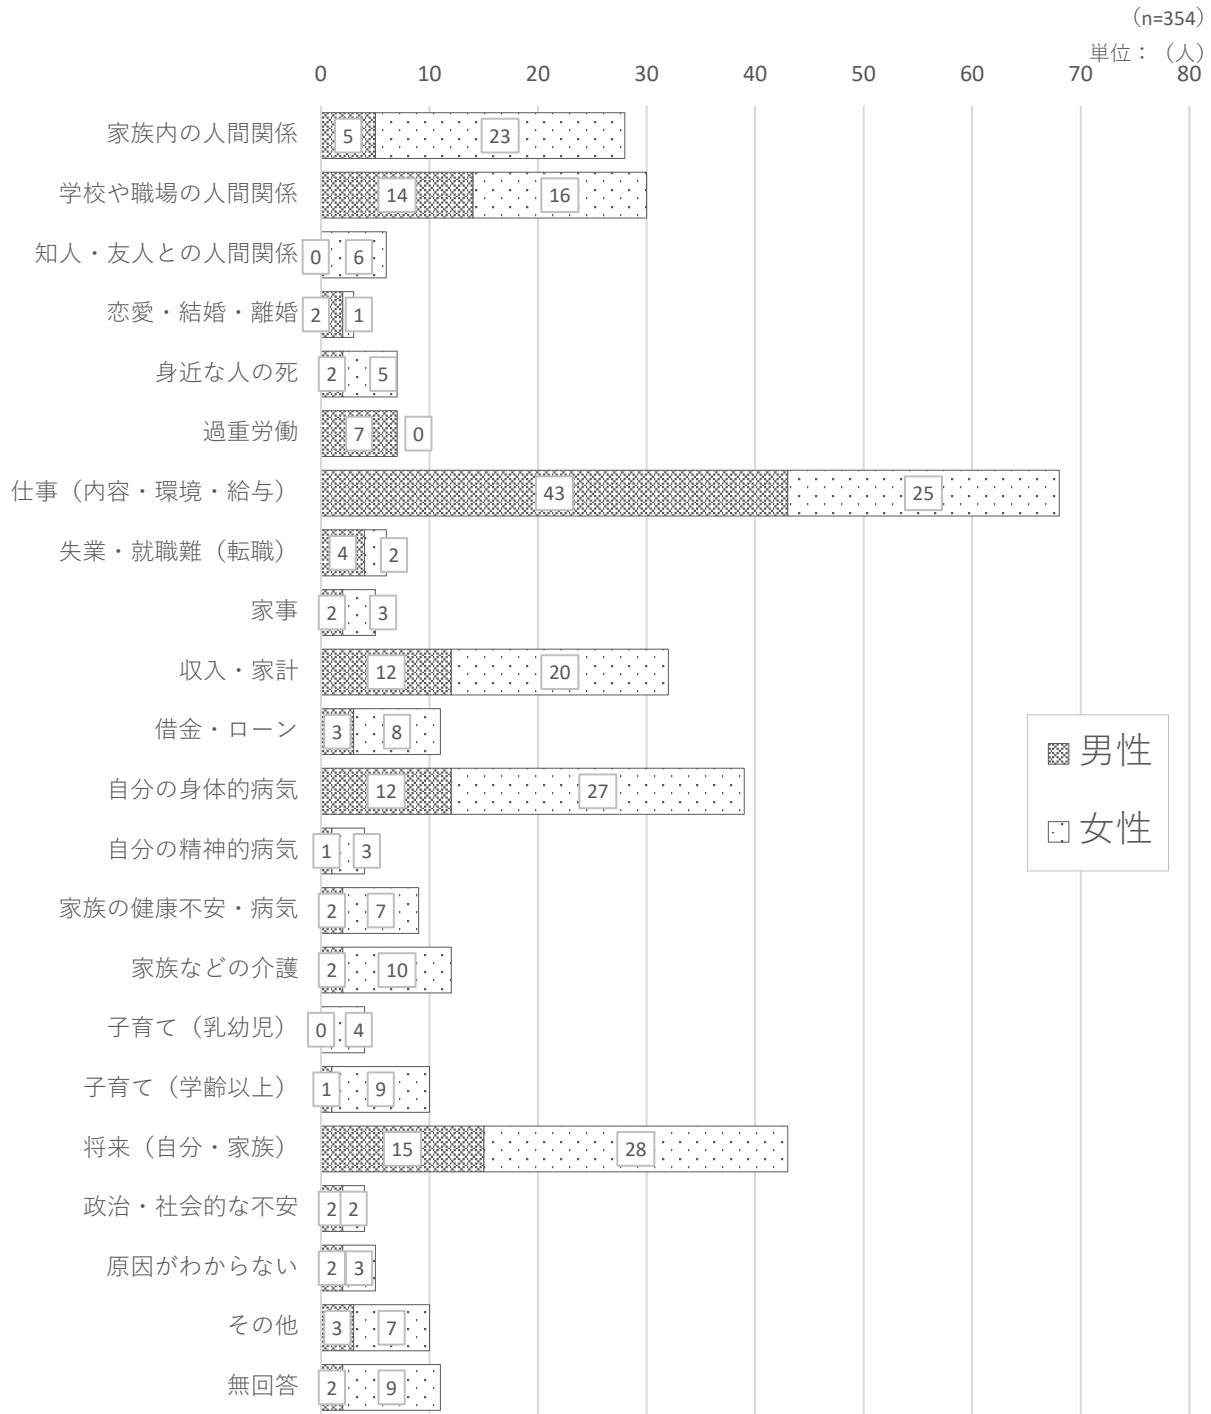 （n=354）
単位：（人）
0 10 20 30 40 50 60 70 80
家族内の人間関係 5 23
学校や職場の人間関係 14 16
知人・友人との人間関係 0 6
恋愛・結婚・離婚 2 1
身近な人の死 2 5
過重労働 7 0
仕事（内容・環境・給与） 43 25
失業・就職難（転職） 4 2
家事 2 3
収入・家計 12 20
借金・ローン 3 8
男性
自分の身体的病気 12 27
女性
自分の精神的病気 1 3
家族の健康不安・病気 2 7
家族などの介護 2 10
子育て（乳幼児） 0 4
子育て（学齢以上） 1 9
将来（自分・家族） 15 28
政治・社会的な不安 2 2
原因がわからない 2 3
その他 3 7
無回答 2 9